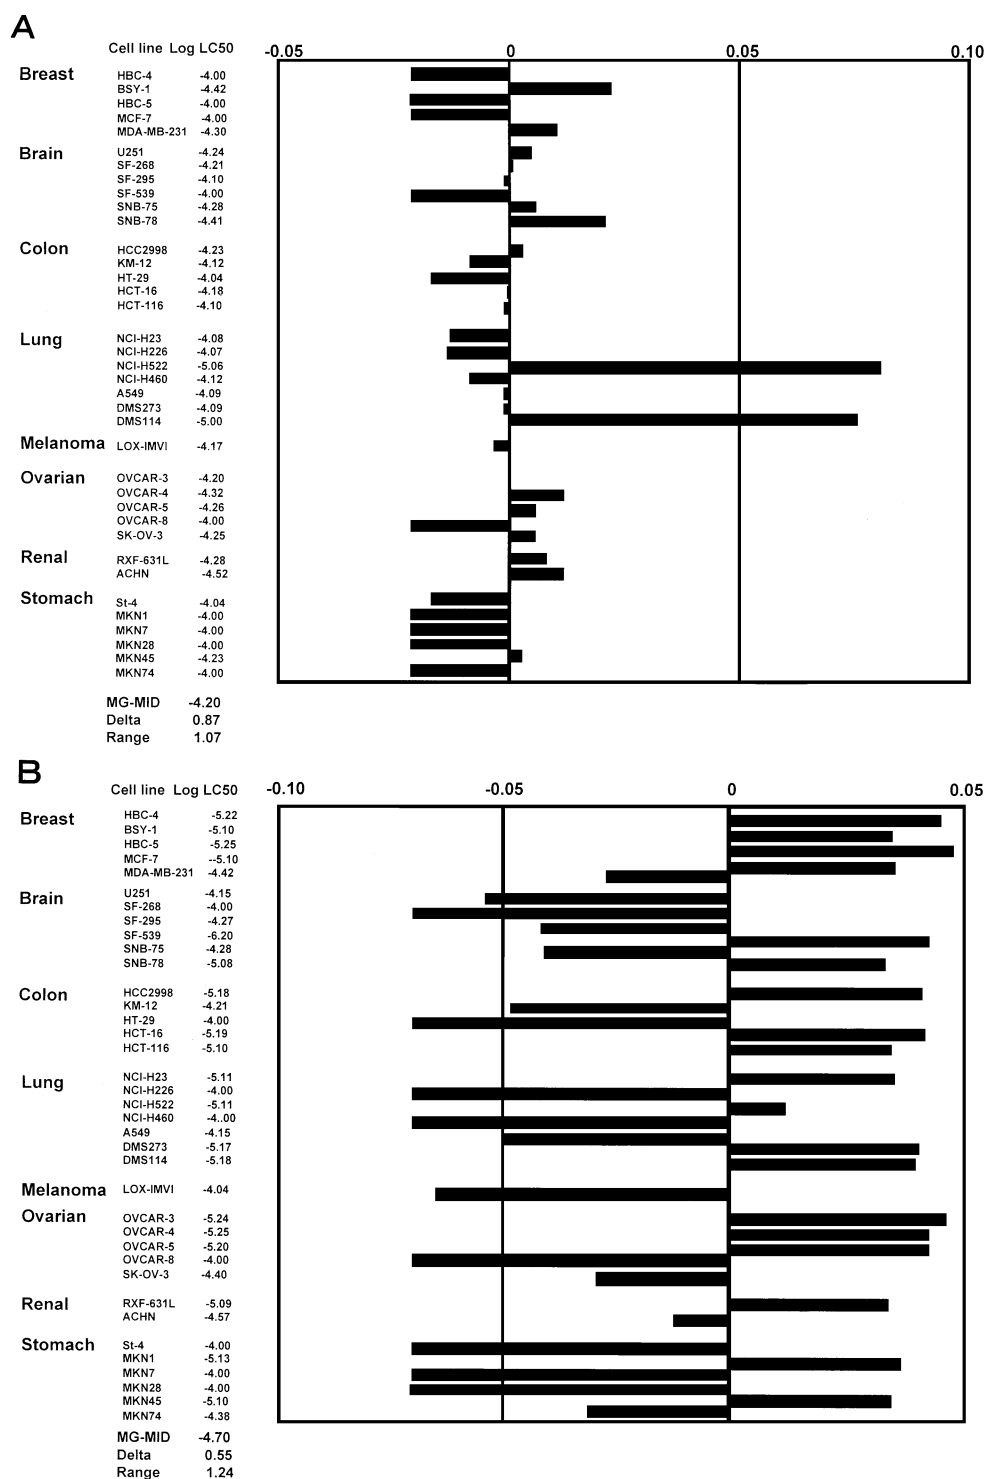 A
Cell line Log LC50 -0.05 0 0.05 0.10
Breast HBC-4 -4.00
BSY-1 -4.42
HBC-5 -4.00
MCF-7 -4.00
MDA-MB-231 -4.30
Brain U251 -4.24
SF-268 -4.21
SF-295 -4.10
SF-539 -4.00
SNB-75 -4.28
SNB-78 -4.41
Colon HCC2998 -4.23
KM-12 -4.12
HT-29 -4.04
HCT-16 -4.18
HCT-116 -4.10
Lung NCI-H23 -4.08
NCI-H226 -4.07
NCI-H522 -5.06
NCI-H460 -4.12
A549 -4.09
DMS273 -4.09
DMS114 -5.00
Melanoma LOX-IMVI -4.17
Ovarian OVCAR-3 -4.20
OVCAR-4 -4.32
OVCAR-5 -4.26
OVCAR-8 -4.00
SK-OV-3 -4.25
Renal RXF-631L -4.28
ACHN -4.52
Stomach St-4 -4.04
MKN1 -4.00
MKN7 -4.00
MKN28 -4.00
MKN45 -4.23
MKN74 -4.00
MG-MID -4.20
Delta 0.87
Range 1.07
B
Cell line Log LC50 -0.10 -0.05 0 0.05
Breast HBC-4 -5.22
BSY-1 -5.10
HBC-5 -5.25
MCF-7 --5.10
MDA-MB-231 -4.42
Brain U251 -4.15
SF-268 -4.00
SF-295 -4.27
SF-539 -6.20
SNB-75 -4.28
SNB-78 -5.08
Colon HCC2998 -5.18
KM-12 -4.21
HT-29 -4.00
HCT-16 -5.19
HCT-116 -5.10
Lung NCI-H23 -5.11
NCI-H226 -4.00
NCI-H522 -5.11
NCI-H460 -4..00
A549 -4.15
DMS273 -5.17
DMS114 -5.18
Melanoma LOX-IMVI -4.04
Ovarian OVCAR-3 -5.24
OVCAR-4 -5.25
OVCAR-5 -5.20
OVCAR-8 -4.00
SK-OV-3 -4.40
Renal RXF-631L -5.09
ACHN -4.57
Stomach St-4 -4.00
MKN1 -5.13
MKN7 -4.00
MKN28 -4.00
MKN45 -5.10
MKN74 -4.38
MG-MID -4.70
Delta 0.55
Range 1.24